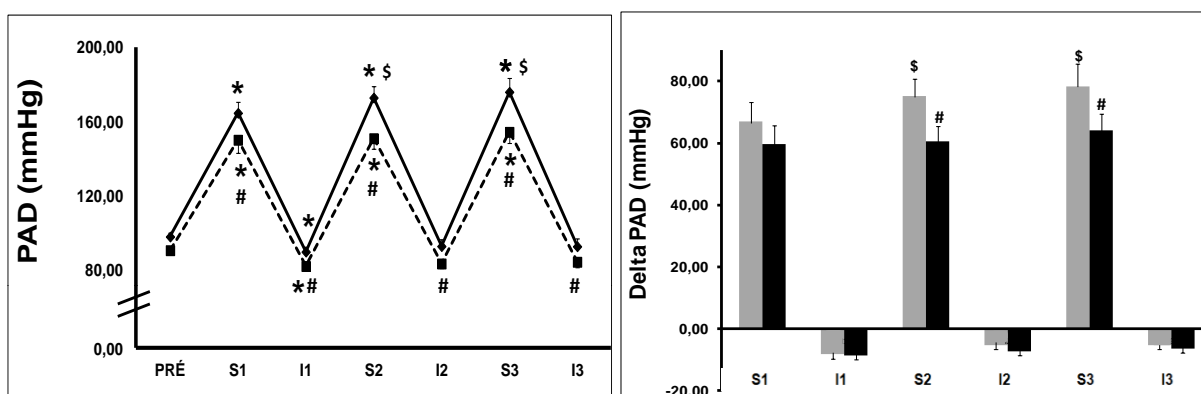 PAD (mmHg)
200,00
160,00
120,00
80,00
0,00
* * $ * $
* * *
# # #
*
*# # #
PRÉ S1 I1 S2 I2 S3 I3
Delta PAD (mmHg)
80,00
60,00
40,00
20,00
0,00
-20,00
$ $
# #
S1 I1 S2 I2 S3 I3